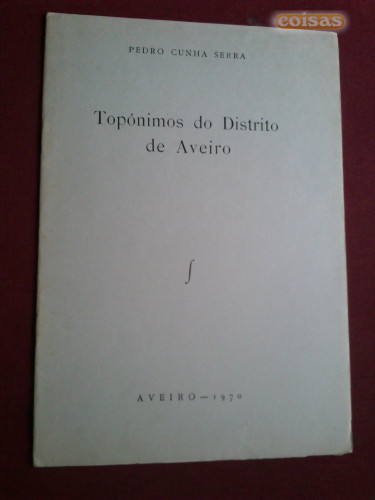 coisas
PEDRO CUNHA SERRA
Topónimos do Distrito
de Aveiro
∫
AVEIRO — 1970